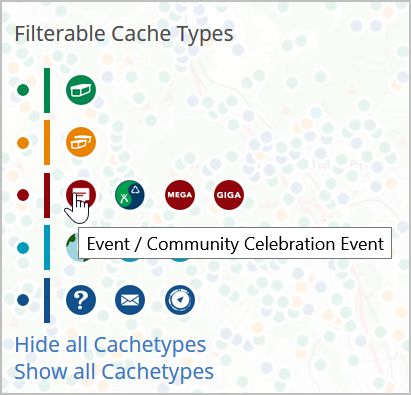 Filterable Cache Types
MEGA
GIGA
Event / Community Celebration Event
?
Hide all Cachetypes
Show all Cachetypes